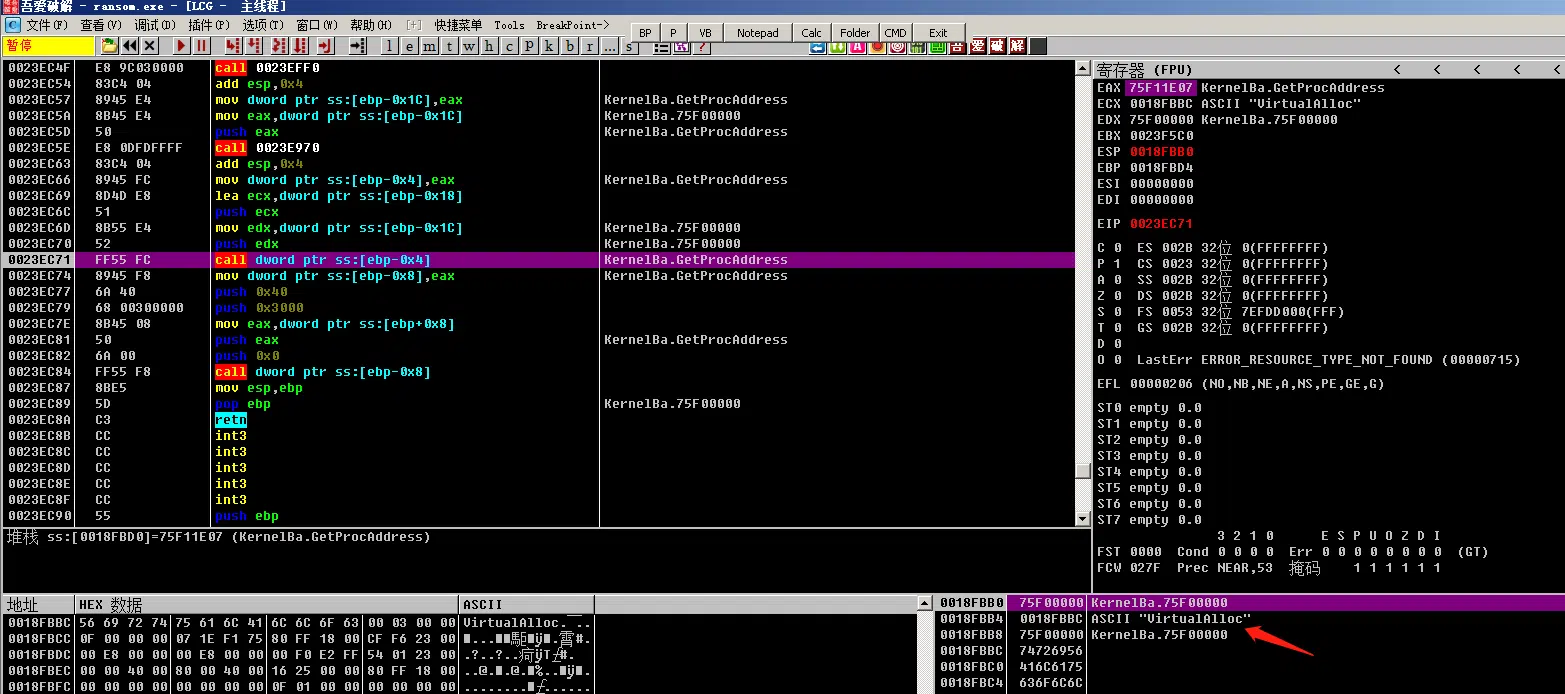 吾爱破解 - ransom.exe - [LCG - 主线程]
文件(F) 查看(V) 调试(D) 插件(P) 选项(T) 窗口(W) 帮助(H) [+] 快捷菜单 Tools BreakPoint->
BP P VB Notepad Calc Folder CMD Exit
暂停 l e m t w h c p k b r ... s
0023EC4F E8 9C030000 call 0023EFF0
0023EC54 83C4 04 add esp,0x4
0023EC57 8945 E4 mov dword ptr ss:[ebp-0x1C],eax KernelBa.GetProcAddress
0023EC5A 8B45 E4 mov eax,dword ptr ss:[ebp-0x1C] KernelBa.75F00000
0023EC5D 50 push eax KernelBa.GetProcAddress
0023EC5E E8 0DFDFFFF call 0023E970
0023EC63 83C4 04 add esp,0x4
0023EC66 8945 FC mov dword ptr ss:[ebp-0x4],eax KernelBa.GetProcAddress
0023EC69 8D4D E8 lea ecx,dword ptr ss:[ebp-0x18]
0023EC6C 51 push ecx
0023EC6D 8B55 E4 mov edx,dword ptr ss:[ebp-0x1C] KernelBa.75F00000
0023EC70 52 push edx KernelBa.75F00000
0023EC71 FF55 FC call dword ptr ss:[ebp-0x4] KernelBa.GetProcAddress
0023EC74 8945 F8 mov dword ptr ss:[ebp-0x8],eax KernelBa.GetProcAddress
0023EC77 6A 40 push 0x40
0023EC79 68 00300000 push 0x3000
0023EC7E 8B45 08 mov eax,dword ptr ss:[ebp+0x8]
0023EC81 50 push eax KernelBa.GetProcAddress
0023EC82 6A 00 push 0x0
0023EC84 FF55 F8 call dword ptr ss:[ebp-0x8]
0023EC87 8BE5 mov esp,ebp
0023EC89 5D pop ebp KernelBa.75F00000
0023EC8A C3 retn
0023EC8B CC int3
0023EC8C CC int3
0023EC8D CC int3
0023EC8E CC int3
0023EC8F CC int3
0023EC90 55 push ebp
堆栈 ss:[0018FBD0]=75F11E07 (KernelBa.GetProcAddress)
寄存器 (FPU) < < < < <
EAX 75F11E07 KernelBa.GetProcAddress
ECX 0018FBBC ASCII "VirtualAlloc"
EDX 75F00000 KernelBa.75F00000
EBX 0023F5C0
ESP 0018FBB0
EBP 0018FBD4
ESI 00000000
EDI 00000000
EIP 0023EC71
C 0 ES 002B 32位 0(FFFFFFFF)
P 1 CS 0023 32位 0(FFFFFFFF)
A 0 SS 002B 32位 0(FFFFFFFF)
Z 0 DS 002B 32位 0(FFFFFFFF)
S 0 FS 0053 32位 7EFDD000(FFF)
T 0 GS 002B 32位 0(FFFFFFFF)
D 0
O 0 LastErr ERROR_RESOURCE_TYPE_NOT_FOUND (00000715)
EFL 00000206 (NO,NB,NE,A,NS,PE,GE,G)
ST0 empty 0.0
ST1 empty 0.0
ST2 empty 0.0
ST3 empty 0.0
ST4 empty 0.0
ST5 empty 0.0
ST6 empty 0.0
ST7 empty 0.0
3 2 1 0 E S P U O Z D I
FST 0000 Cond 0 0 0 0 Err 0 0 0 0 0 0 0 0 (GT)
FCW 027F Prec NEAR,53 掩码 1 1 1 1 1 1
地址 HEX 数据 ASCII
0018FBBC 56 69 72 74 75 61 6C 41 6C 6C 6F 63 00 03 00 00 VirtualAlloc
0018FBCC 0F 00 00 00 07 1E F1 75 80 FF 18 00 CF F6 23 00
0018FBDC 00 E8 00 00 00 E8 00 00 00 F0 E2 FF 54 01 23 00
0018FBEC 00 00 40 00 80 00 40 00 16 25 00 00 80 FF 18 00
0018FBFC 00 00 00 00 00 00 00 00 0F 01 00 00 00 00 00 00
0018FBB0 75F00000 KernelBa.75F00000
0018FBB4 0018FBBC ASCII "VirtualAlloc"
0018FBB8 75F00000 KernelBa.75F00000
0018FBBC 74726956
0018FBC0 416C6175
0018FBC4 636F6C6C